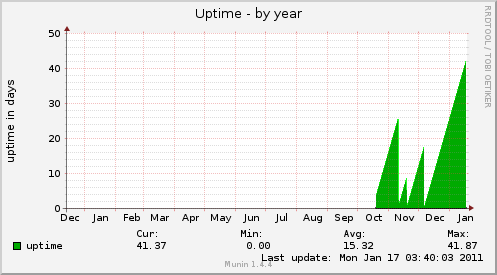 Uptime - by year
RRDTOOL / TOBI OETIKER
uptime in days
50
40
30
20
10
0
Dec Jan Feb Mar Apr May Jun Jul Aug Sep Oct Nov Dec Jan
Cur: Min: Avg: Max:
uptime 41.37 0.00 15.32 41.87
Last update: Mon Jan 17 03:40:03 2011
Munin 1.4.4